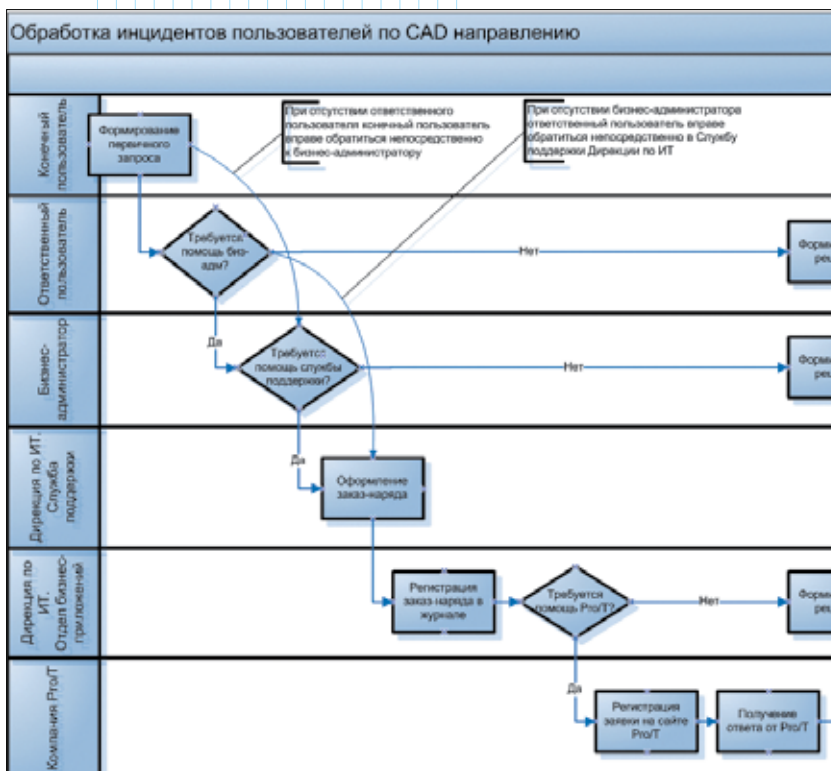 Обработка инцидентов пользователей по CAD направлению
Конечный
пользователь
Формирование
первичного
запроса
При отсутствии ответственного
пользователя конечный пользователь
вправе обратиться непосредственно
к бизнес-администратору
При отсутствии бизнес-администратора
ответственный пользователь вправе
обратиться непосредственно в Службу
поддержки Дирекции по ИТ
Ответственный
пользователь
Требуется
помощь биз-
адм?
Нет
Да
Бизнес-
администратор
Требуется
помощь службы
поддержки?
Нет
Да
Дирекция по ИТ.
Служба
поддержки
Оформление
заказ-наряда
Дирекция по
ИТ.
Отдел бизнес-
приложений
Регистрация
заказ-наряда в
журнале
Требуется
помощь Pro/T?
Нет
Да
Компания Pro/T
Регистрация
заявки на сайте
Pro/T
Получение
ответа от Pro/T